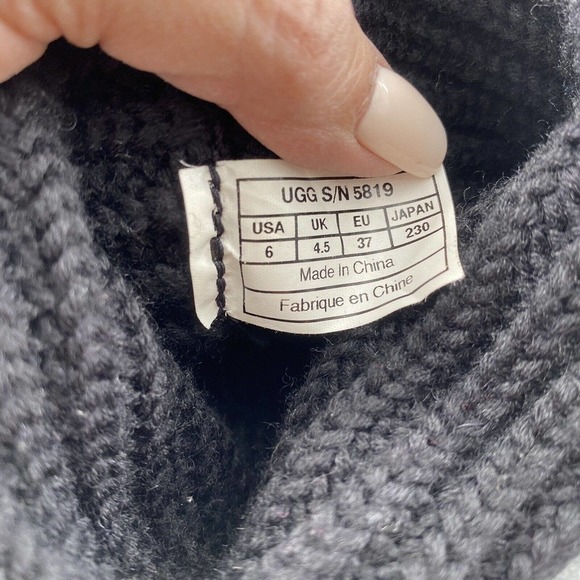 UGG S/N 5819
USA UK EU JAPAN
6 4.5 37 230
Made In China
Fabrique en Chine